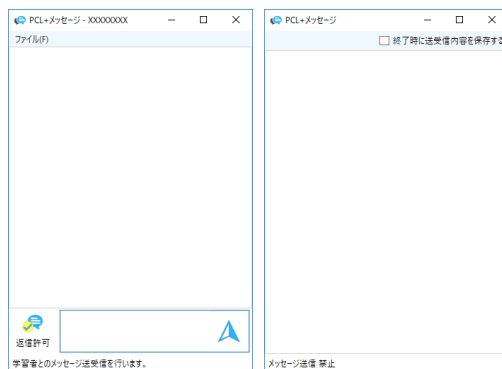 PCL+メッセージ - XXXXXXXX
ファイル(F)
返信許可
学習者とのメッセージ送受信を行います。
PCL+メッセージ
終了時に送受信内容を保存する
メッセージ送信 禁止